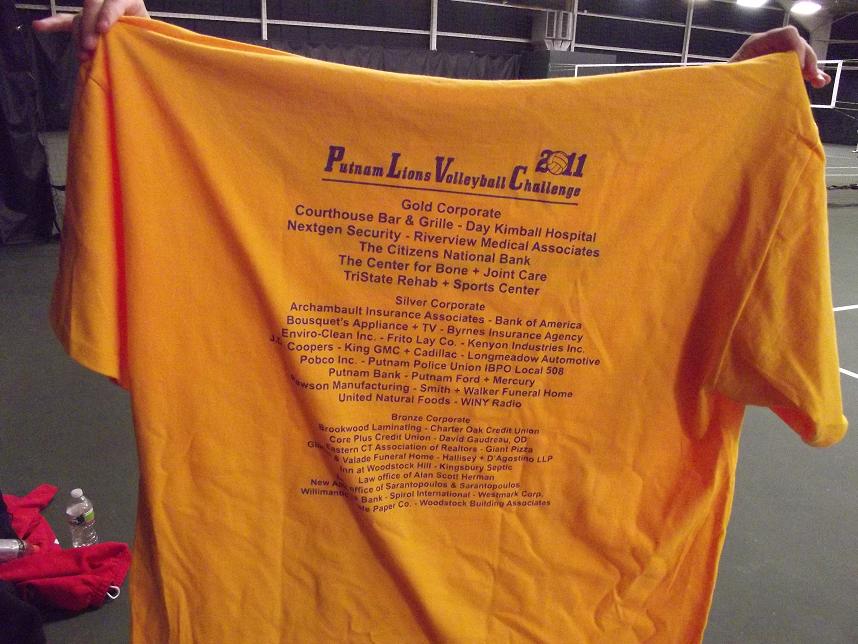 Putnam Lions Volleyball Challenge 2011
Gold Corporate
Courthouse Bar & Grille - Day Kimball Hospital
Nextgen Security - Riverview Medical Associates
The Citizens National Bank
The Center for Bone + Joint Care
TriState Rehab + Sports Center
Silver Corporate
Archambault Insurance Associates - Bank of America
Bousquet's Appliance + TV - Byrnes Insurance Agency
Enviro-Clean Inc. - Frito Lay Co. - Kenyon Industries Inc.
Coopers - King GMC + Cadillac - Longmeadow Automotive
Pobco Inc. - Putnam Police Union IBPO Local 508
Putnam Bank - Putnam Ford + Mercury
Manufacturing - Smith + Walker Funeral Home
United Natural Foods - WINY Radio
Bronze Corporate
Brookwood Laminating - Charter Oak Credit Union
Core Plus Credit Union - David Gaudreau, OD
Eastern CT Association of Realtors - Giant Pizza
& Valade Funeral Home - Hallisey + D'Agostino LLP
Inn at Woodstock Hill - Kingsbury Septic
Law office of Alan Scott Herman
New office of Sarantopoulos & Sarantopoulos
Bank - Spirol International - Westmark Corp.
Paper Co. - Woodstock Building Associates